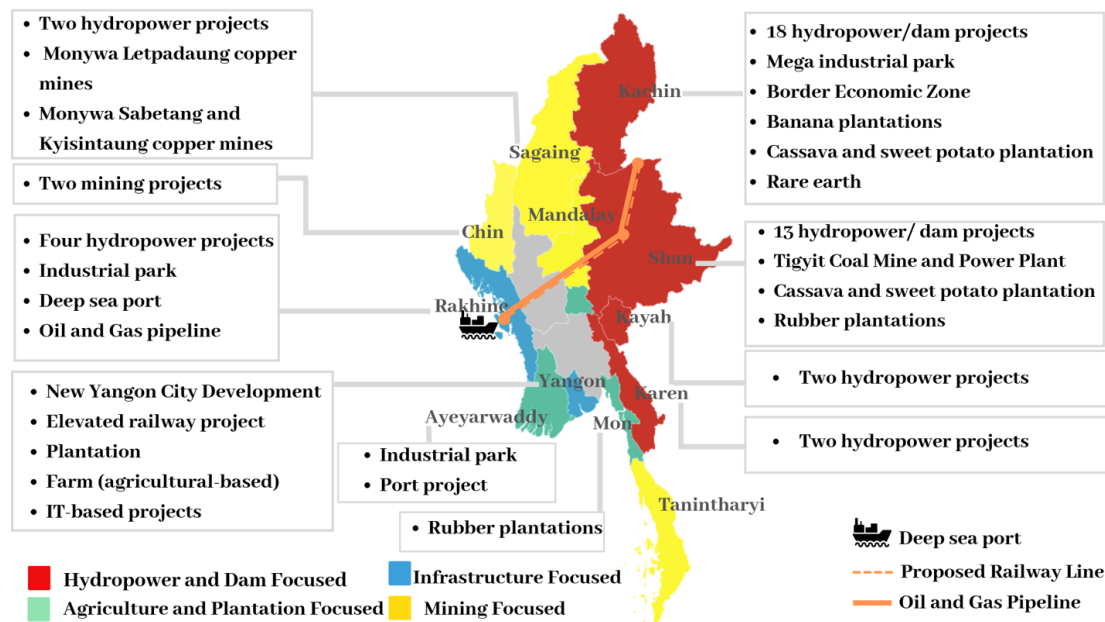 • Two hydropower projects
• Monywa Letpadaung copper
mines
• Monywa Sabetang and
Kyisintaung copper mines
• Two mining projects
• Four hydropower projects
• Industrial park
• Deep sea port
• Oil and Gas pipeline
• New Yangon City Development
• Elevated railway project
• Plantation
• Farm (agricultural-based)
• IT-based projects
• Industrial park
• Port project
• Rubber plantations
Kachin
Sagaing
Mandalay
Chin
Shan
Rakhine
Kayah
Yangon
Karen
Ayeyarwaddy
Mon
Tanintharyi
• 18 hydropower/dam projects
• Mega industrial park
• Border Economic Zone
• Banana plantations
• Cassava and sweet potato plantation
• Rare earth
• 13 hydropower/ dam projects
• Tigyit Coal Mine and Power Plant
• Cassava and sweet potato plantation
• Rubber plantations
• Two hydropower projects
• Two hydropower projects
Hydropower and Dam Focused
Agriculture and Plantation Focused
Infrastructure Focused
Mining Focused
Deep sea port
Proposed Railway Line
Oil and Gas Pipeline